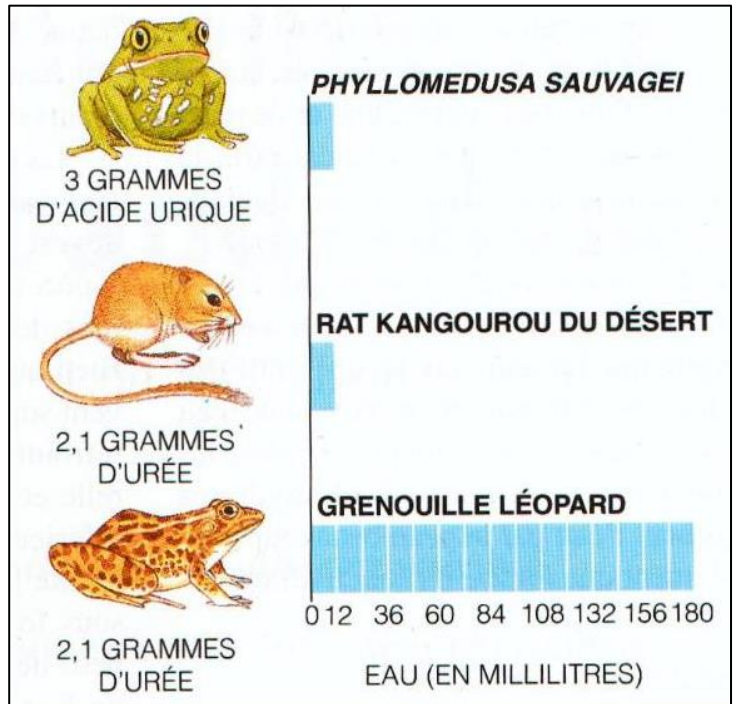 PHYLLOMEDUSA SAUVAGEI
3 GRAMMES
D'ACIDE URIQUE
RAT KANGOUROU DU DÉSERT
2,1 GRAMMES
D'URÉE
GRENOUILLE LÉOPARD
0 12 36 60 84 108 132 156 180
2,1 GRAMMES
D'URÉE
EAU (EN MILLILITRES)